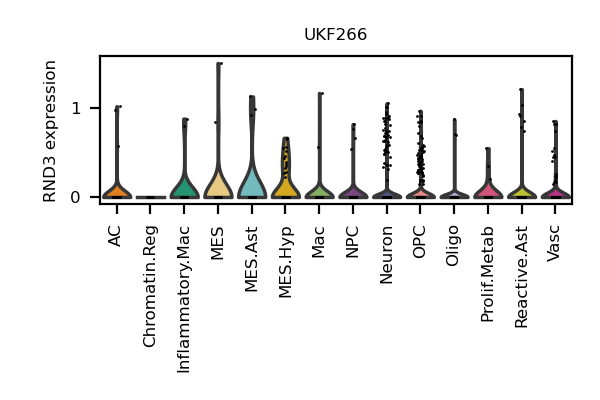 UKF266
RND3 expression
1
0
AC
Chromatin.Reg
Inflammatory.Mac
MES
MES.Ast
MES.Hyp
Mac
NPC
Neuron
OPC
Oligo
Prolif.Metab
Reactive.Ast
Vasc